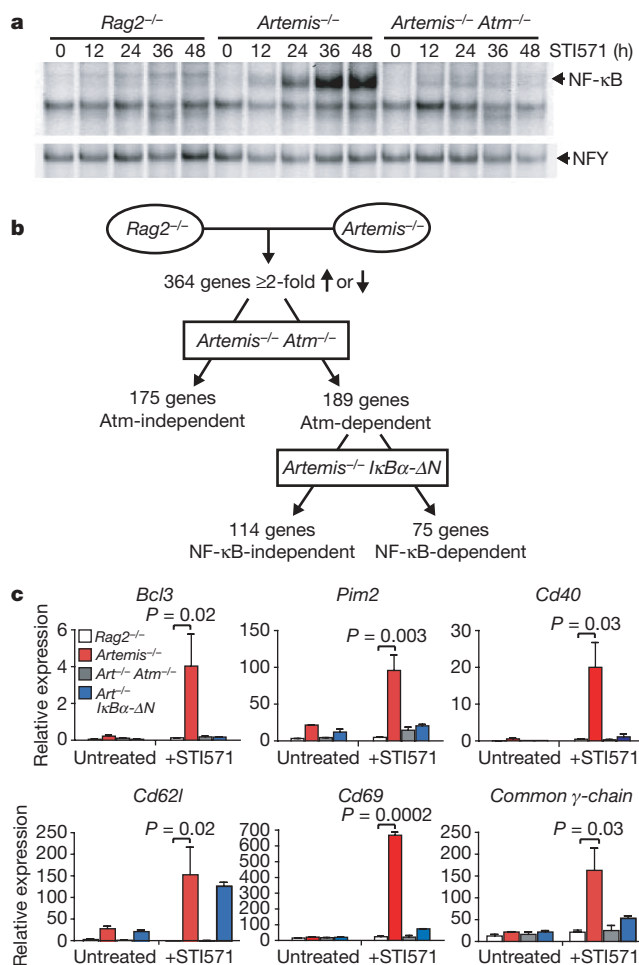 a
Rag2–/– Artemis–/– Artemis–/– Atm–/–
0 12 24 36 48 0 12 24 36 48 0 12 24 36 48 STI571 (h)
NF-κB
NFY
b
Rag2–/– Artemis–/–
364 genes ≥2-fold ↑ or ↓
Artemis–/– Atm–/–
175 genes 189 genes
Atm-independent Atm-dependent
Artemis–/– IκBα-ΔN
114 genes 75 genes
NF-κB-independent NF-κB-dependent
c
Bcl3
Relative expression
6
4
2
0
P = 0.02
Rag2–/–
Artemis–/–
Art–/– Atm–/–
Art–/–
IκBα-ΔN
Untreated +STI571
Pim2
150
100
50
0
P = 0.003
Untreated +STI571
Cd40
30
20
10
0
P = 0.03
Untreated +STI571
Cd62l
Relative expression
250
200
150
100
50
0
P = 0.02
Untreated +STI571
Cd69
700
600
500
400
300
200
100
0
P = 0.0002
Untreated +STI571
Common γ-chain
250
200
150
100
50
0
P = 0.03
Untreated +STI571